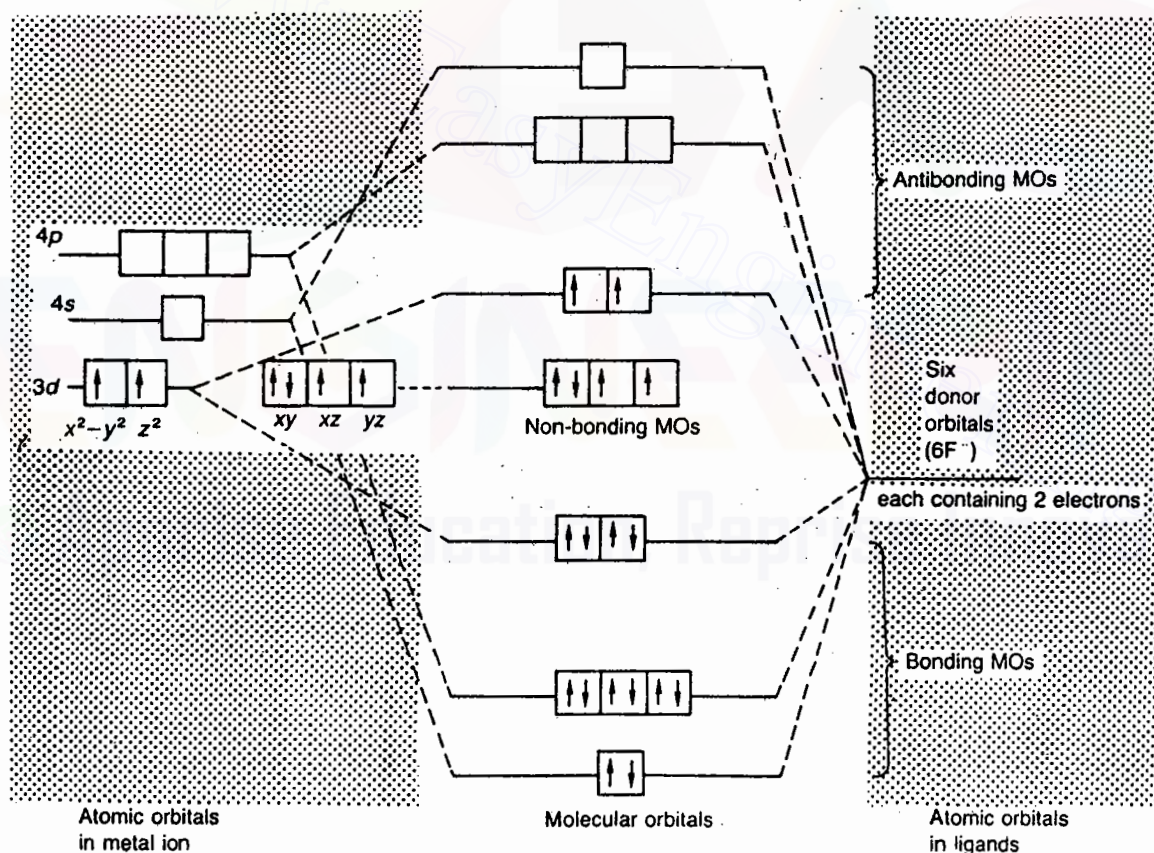 Antibonding MOs
4p
4s
3d
x²−y² z²
xy xz yz
Non-bonding MOs
Six
donor
orbitals
(6F⁻)
each containing 2 electrons
Bonding MOs
Atomic orbitals
in metal ion
Molecular orbitals
Atomic orbitals
in ligands